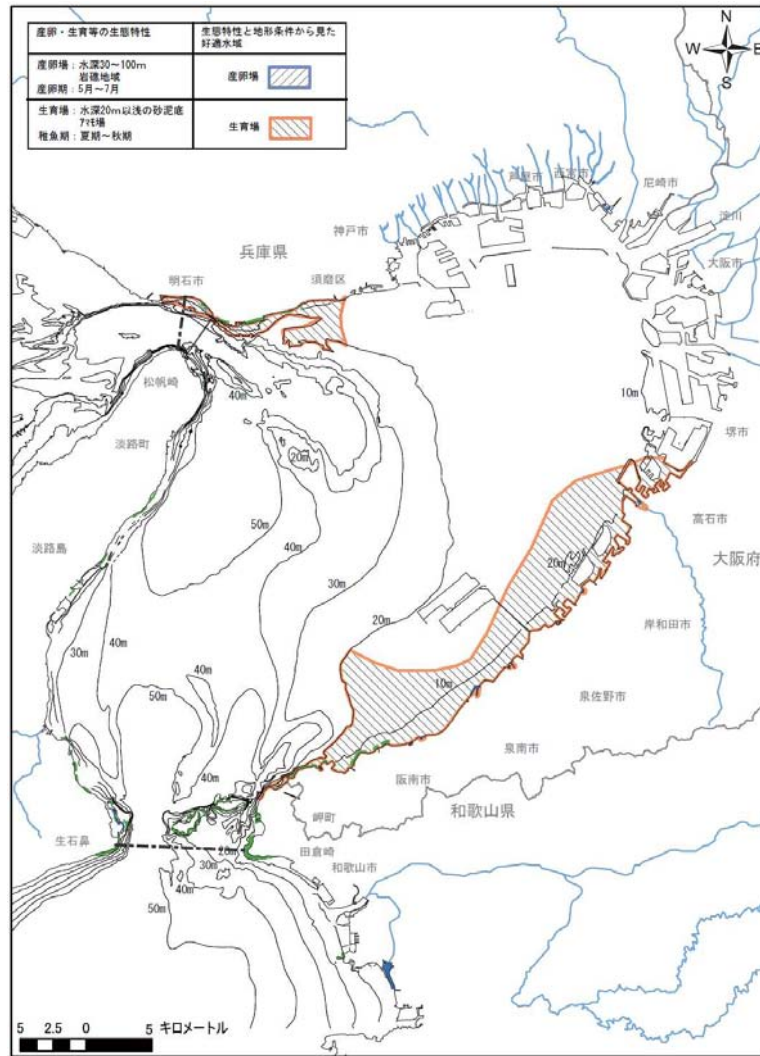 産卵・生育等の生態特性
生態特性と地形条件から見た
好適水域
産卵場：水深30～100m
岩礁地域
産卵期：5月～7月
産卵場
生育場：水深20m以浅の砂泥底
ｱﾏﾓ場
稚魚期：夏期～秋期
生育場
N
W
E
S
芦屋市
西宮市
尼崎市
神戸市
淀川
兵庫県
大阪市
明石市
須磨区
松帆崎
40m
10m
淡路町
20m
堺市
50m
高石市
淡路島
40m
大阪府
20m
30m
20m
岸和田市
30m
40m
40m
10m
50m
泉佐野市
泉南市
40m
阪南市
和歌山県
岬町
生石鼻
田倉崎
20m
30m
和歌山市
40m
50m
5 2.5 0 5 キロメートル